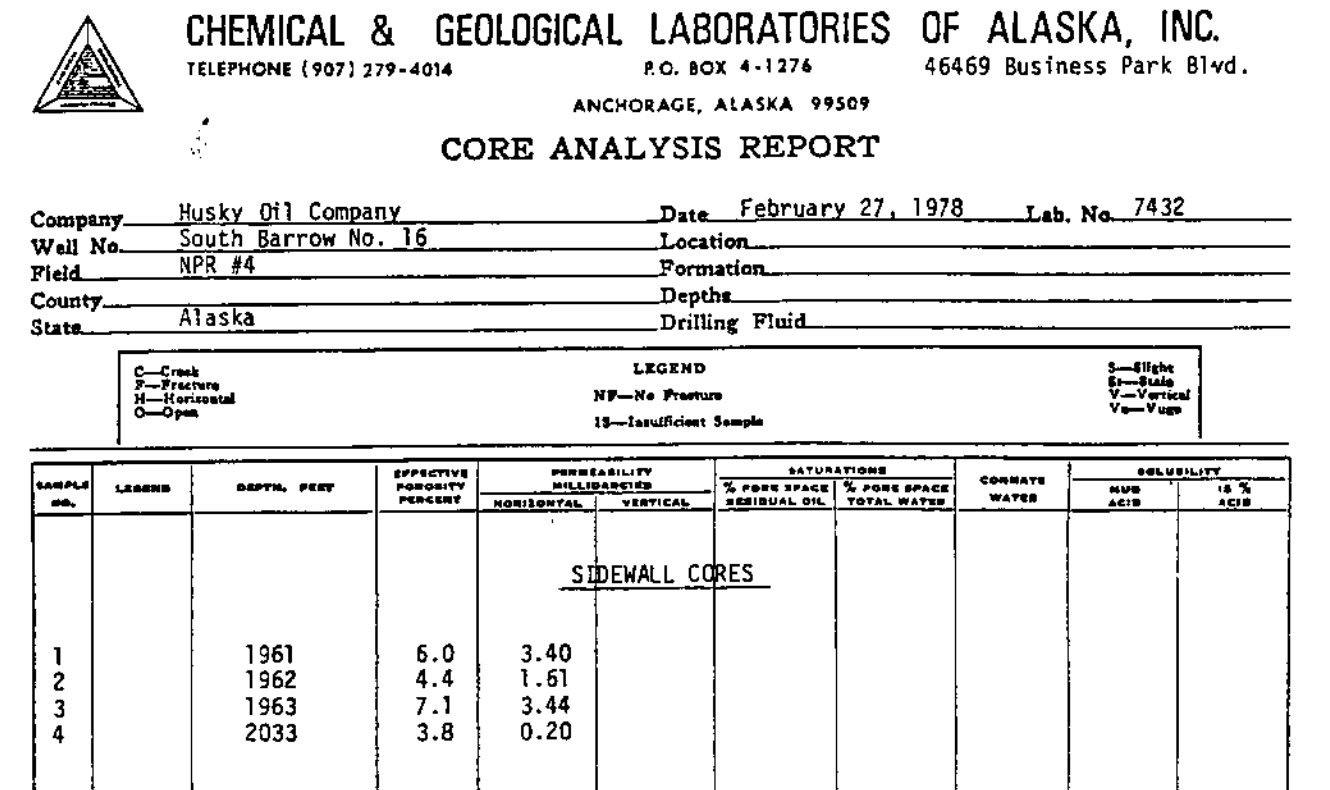 CHEMICAL & GEOLOGICAL LABORATORIES OF ALASKA, INC.
TELEPHONE (907) 279-4014 P.O. BOX 4-1276 46469 Business Park Blvd.
ANCHORAGE, ALASKA 99509
CORE ANALYSIS REPORT
Company Husky Oil Company Date February 27, 1978 Lab. No. 7432
Well No. South Barrow No. 16 Location
Field NPR #4 Formation
County Depths
State Alaska Drilling Fluid
C—Crack LEGEND S—Slight
F—Fracture St—Stain
H—Horizontal NF—No Fracture V—Vertical
O—Open Vu—Vugs
IS—Insufficient Sample
SAMPLE NO. LEGEND DEPTH, FEET EFFECTIVE POROSITY PERCENT PERMEABILITY MILLIDARCIES SATURATIONS CONNATE WATER SOLUBILITY
HORIZONTAL VERTICAL % PORE SPACE RESIDUAL OIL % PORE SPACE TOTAL WATER MUD ACID 15 % ACID
SIDEWALL CORES
1 1961 6.0 3.40
2 1962 4.4 1.61
3 1963 7.1 3.44
4 2033 3.8 0.20